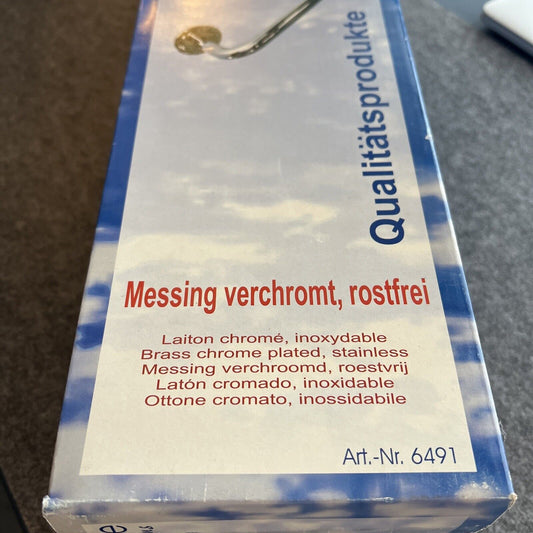 Qualitätsprodukte
Messing verchromt, rostfrei
Laiton chromé, inoxydable
Brass chrome plated, stainless
Messing verchroomd, roestvrij
Latón cromado, inoxidable
Ottone cromato, inossidabile
Art.-Nr. 6491